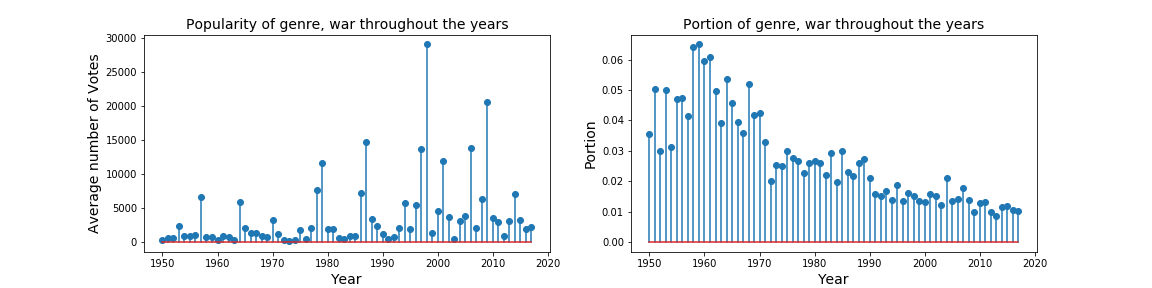 Popularity of genre, war throughout the years
30000
25000
20000
15000
10000
5000
0
Average number of Votes
1950 1960 1970 1980 1990 2000 2010 2020
Year
Portion of genre, war throughout the years
0.06
0.05
0.04
0.03
0.02
0.01
0.00
Portion
1950 1960 1970 1980 1990 2000 2010 2020
Year